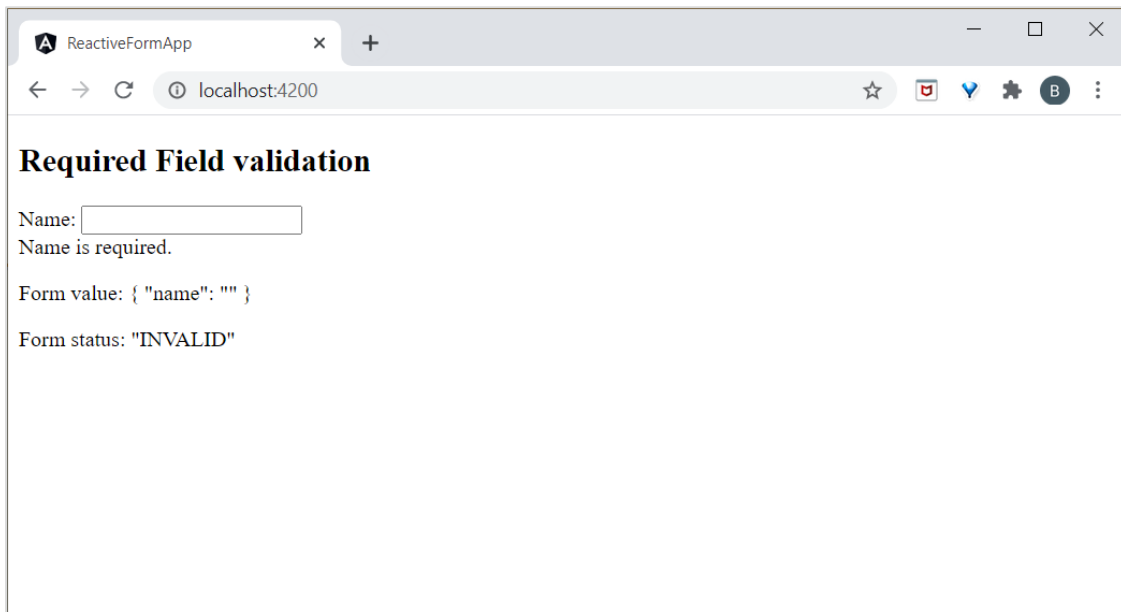 ReactiveFormApp
localhost:4200
B
Required Field validation
Name:
Name is required.
Form value: { "name": "" }
Form status: "INVALID"